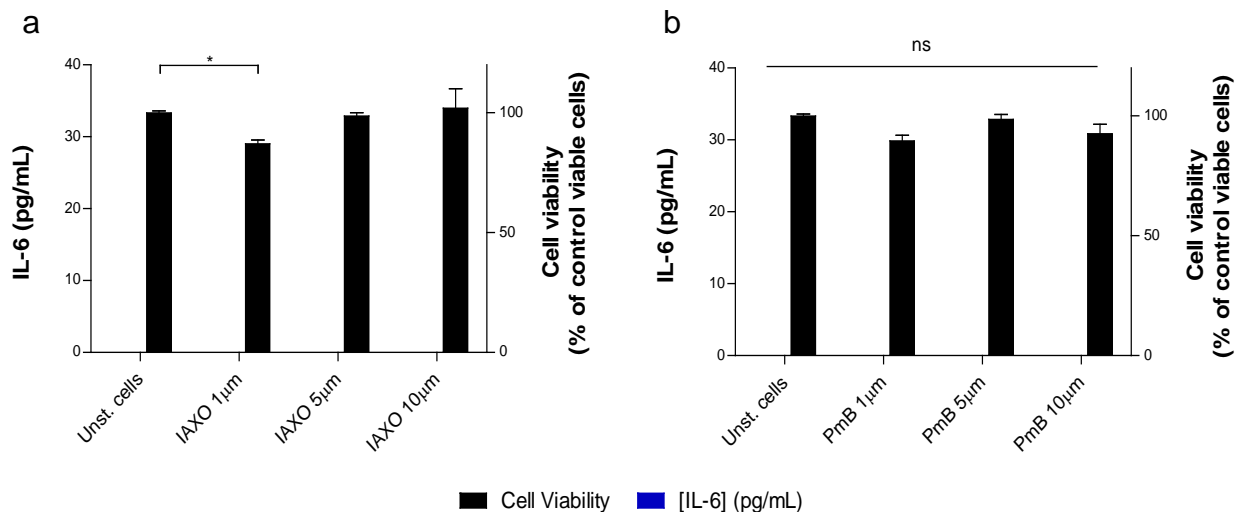 a
*
40
30
20
10
0
IL-6 (pg/mL)
100
50
0
Cell viability
(% of control viable cells)
Unst. cells
IAXO 1μm
IAXO 5μm
IAXO 10μm
b
ns
40
30
20
10
0
IL-6 (pg/mL)
100
50
0
Cell viability
(% of control viable cells)
Unst. cells
PmB 1μm
PmB 5μm
PmB 10μm
Cell Viability [IL-6] (pg/mL)